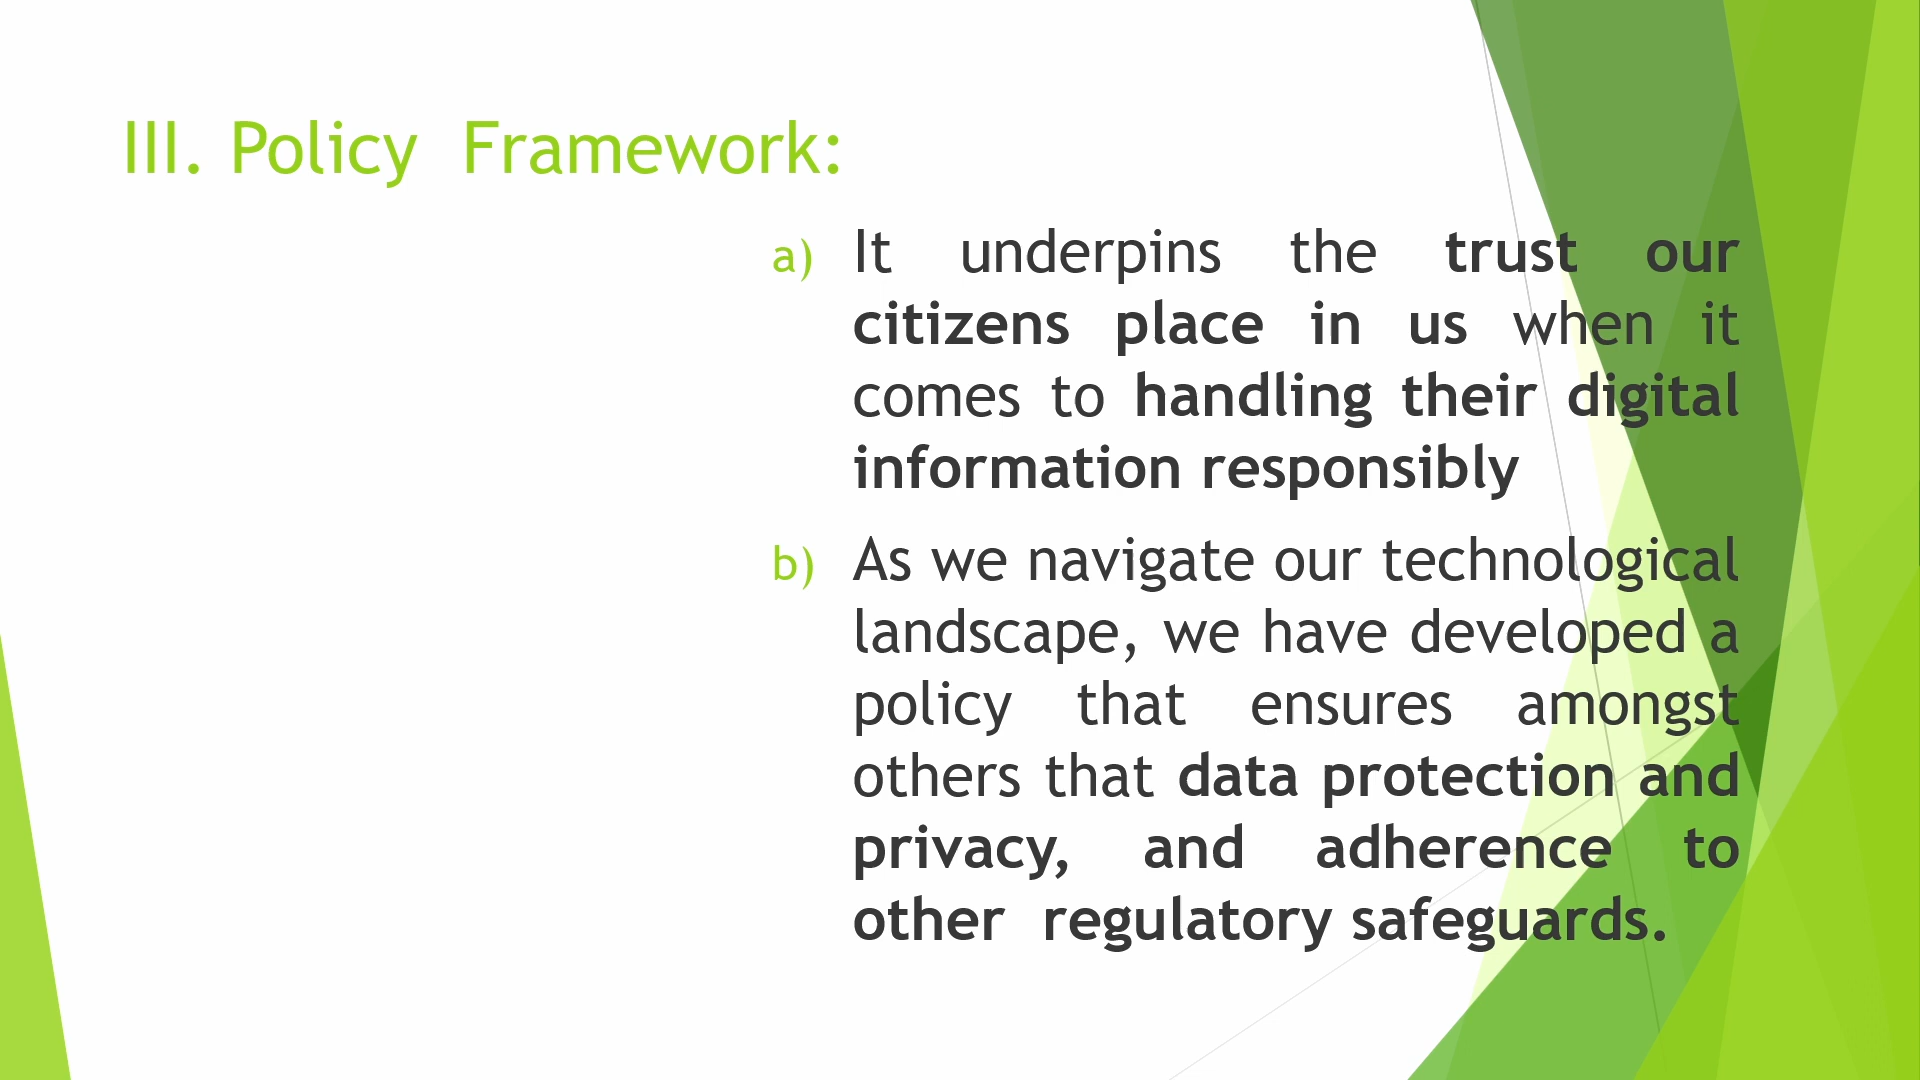 III. Policy  Framework:
a) It underpins the trust our
citizens place in us when it
comes to handling their digital
information responsibly
b) As we navigate our technological
landscape, we have developed a
policy that ensures amongst
others that data protection and
privacy, and adherence to
other  regulatory safeguards.